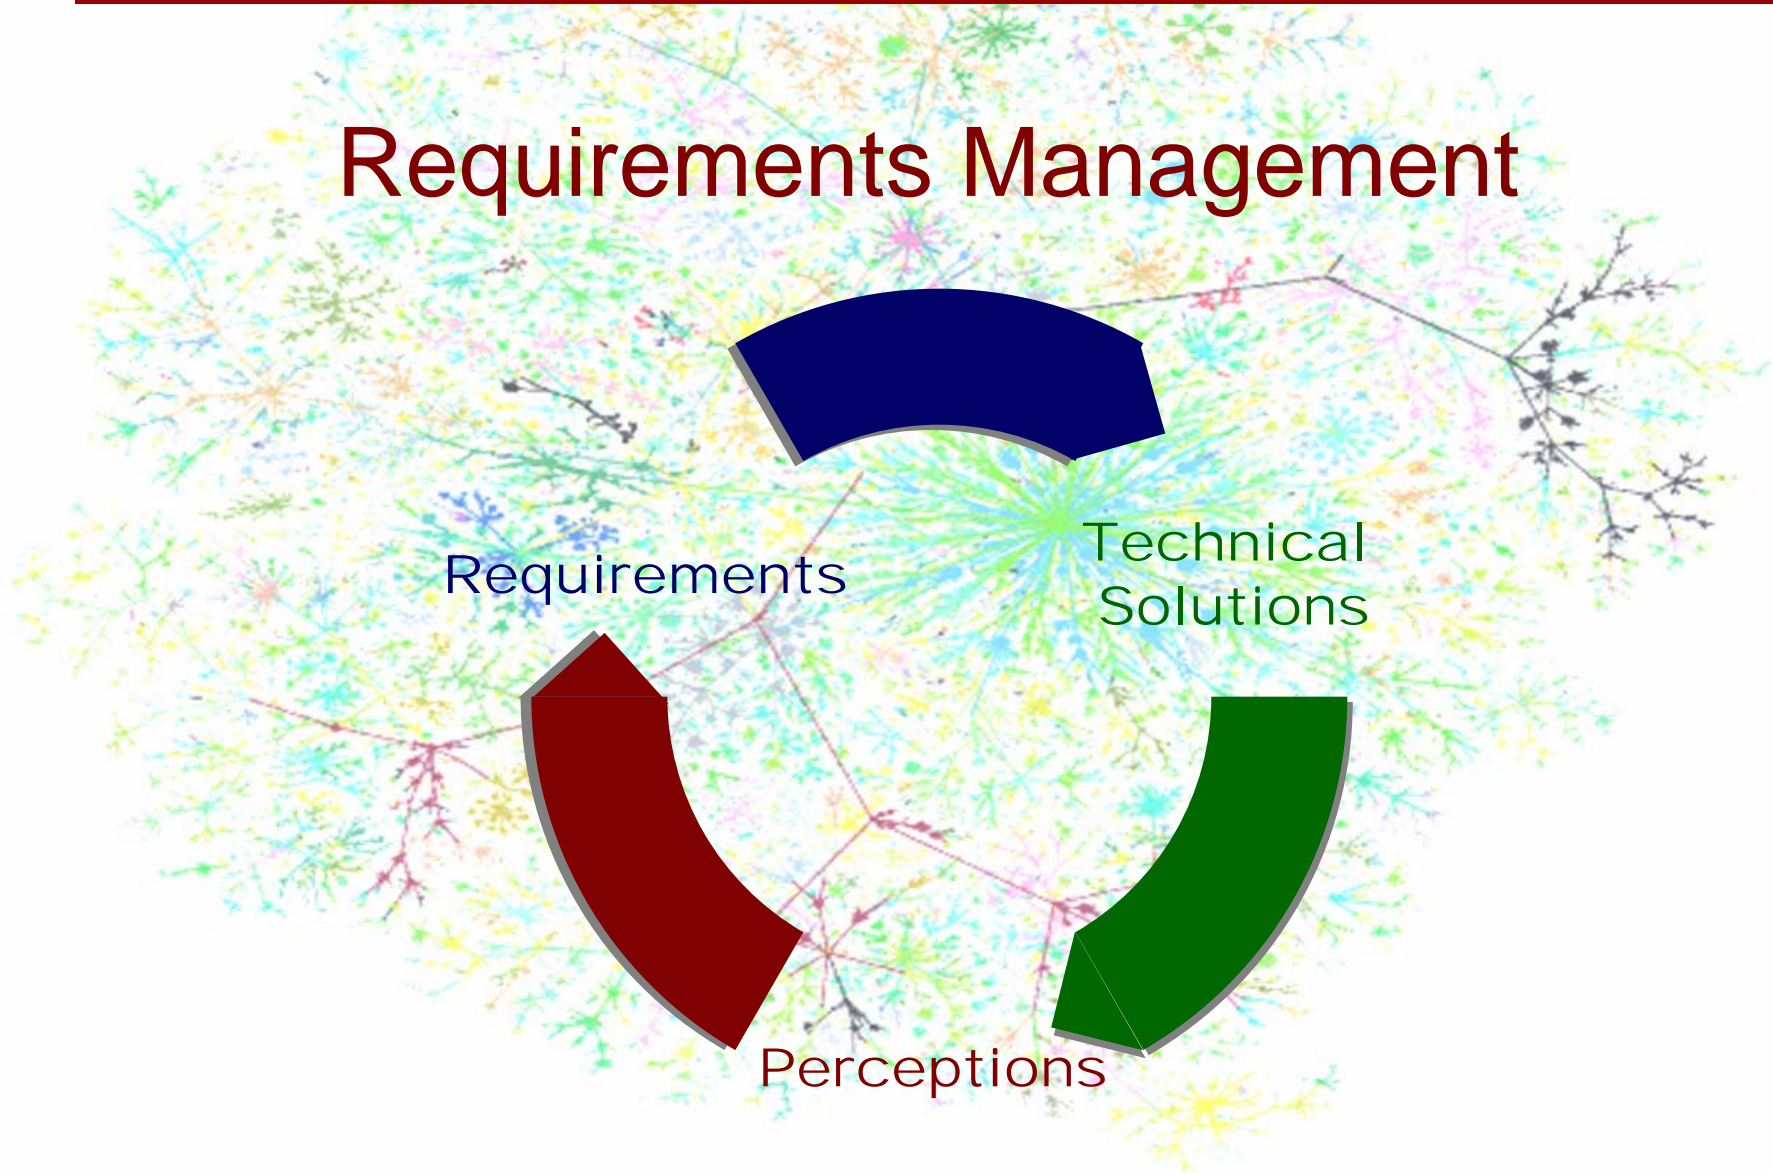 Requirements Management
Technical
Solutions
Requirements
Perceptions